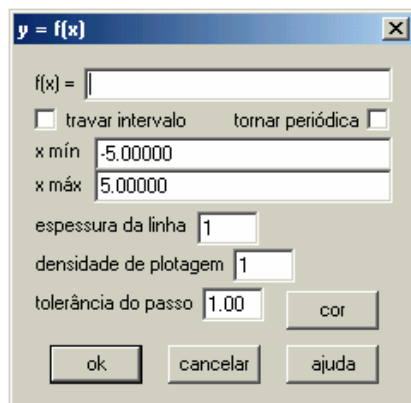 y = f(x)
f(x) =
travar intervalo tornar periódica
x mín -5.00000
x máx 5.00000
espessura da linha 1
densidade de plotagem 1
tolerância do passo 1.00 cor
ok cancelar ajuda